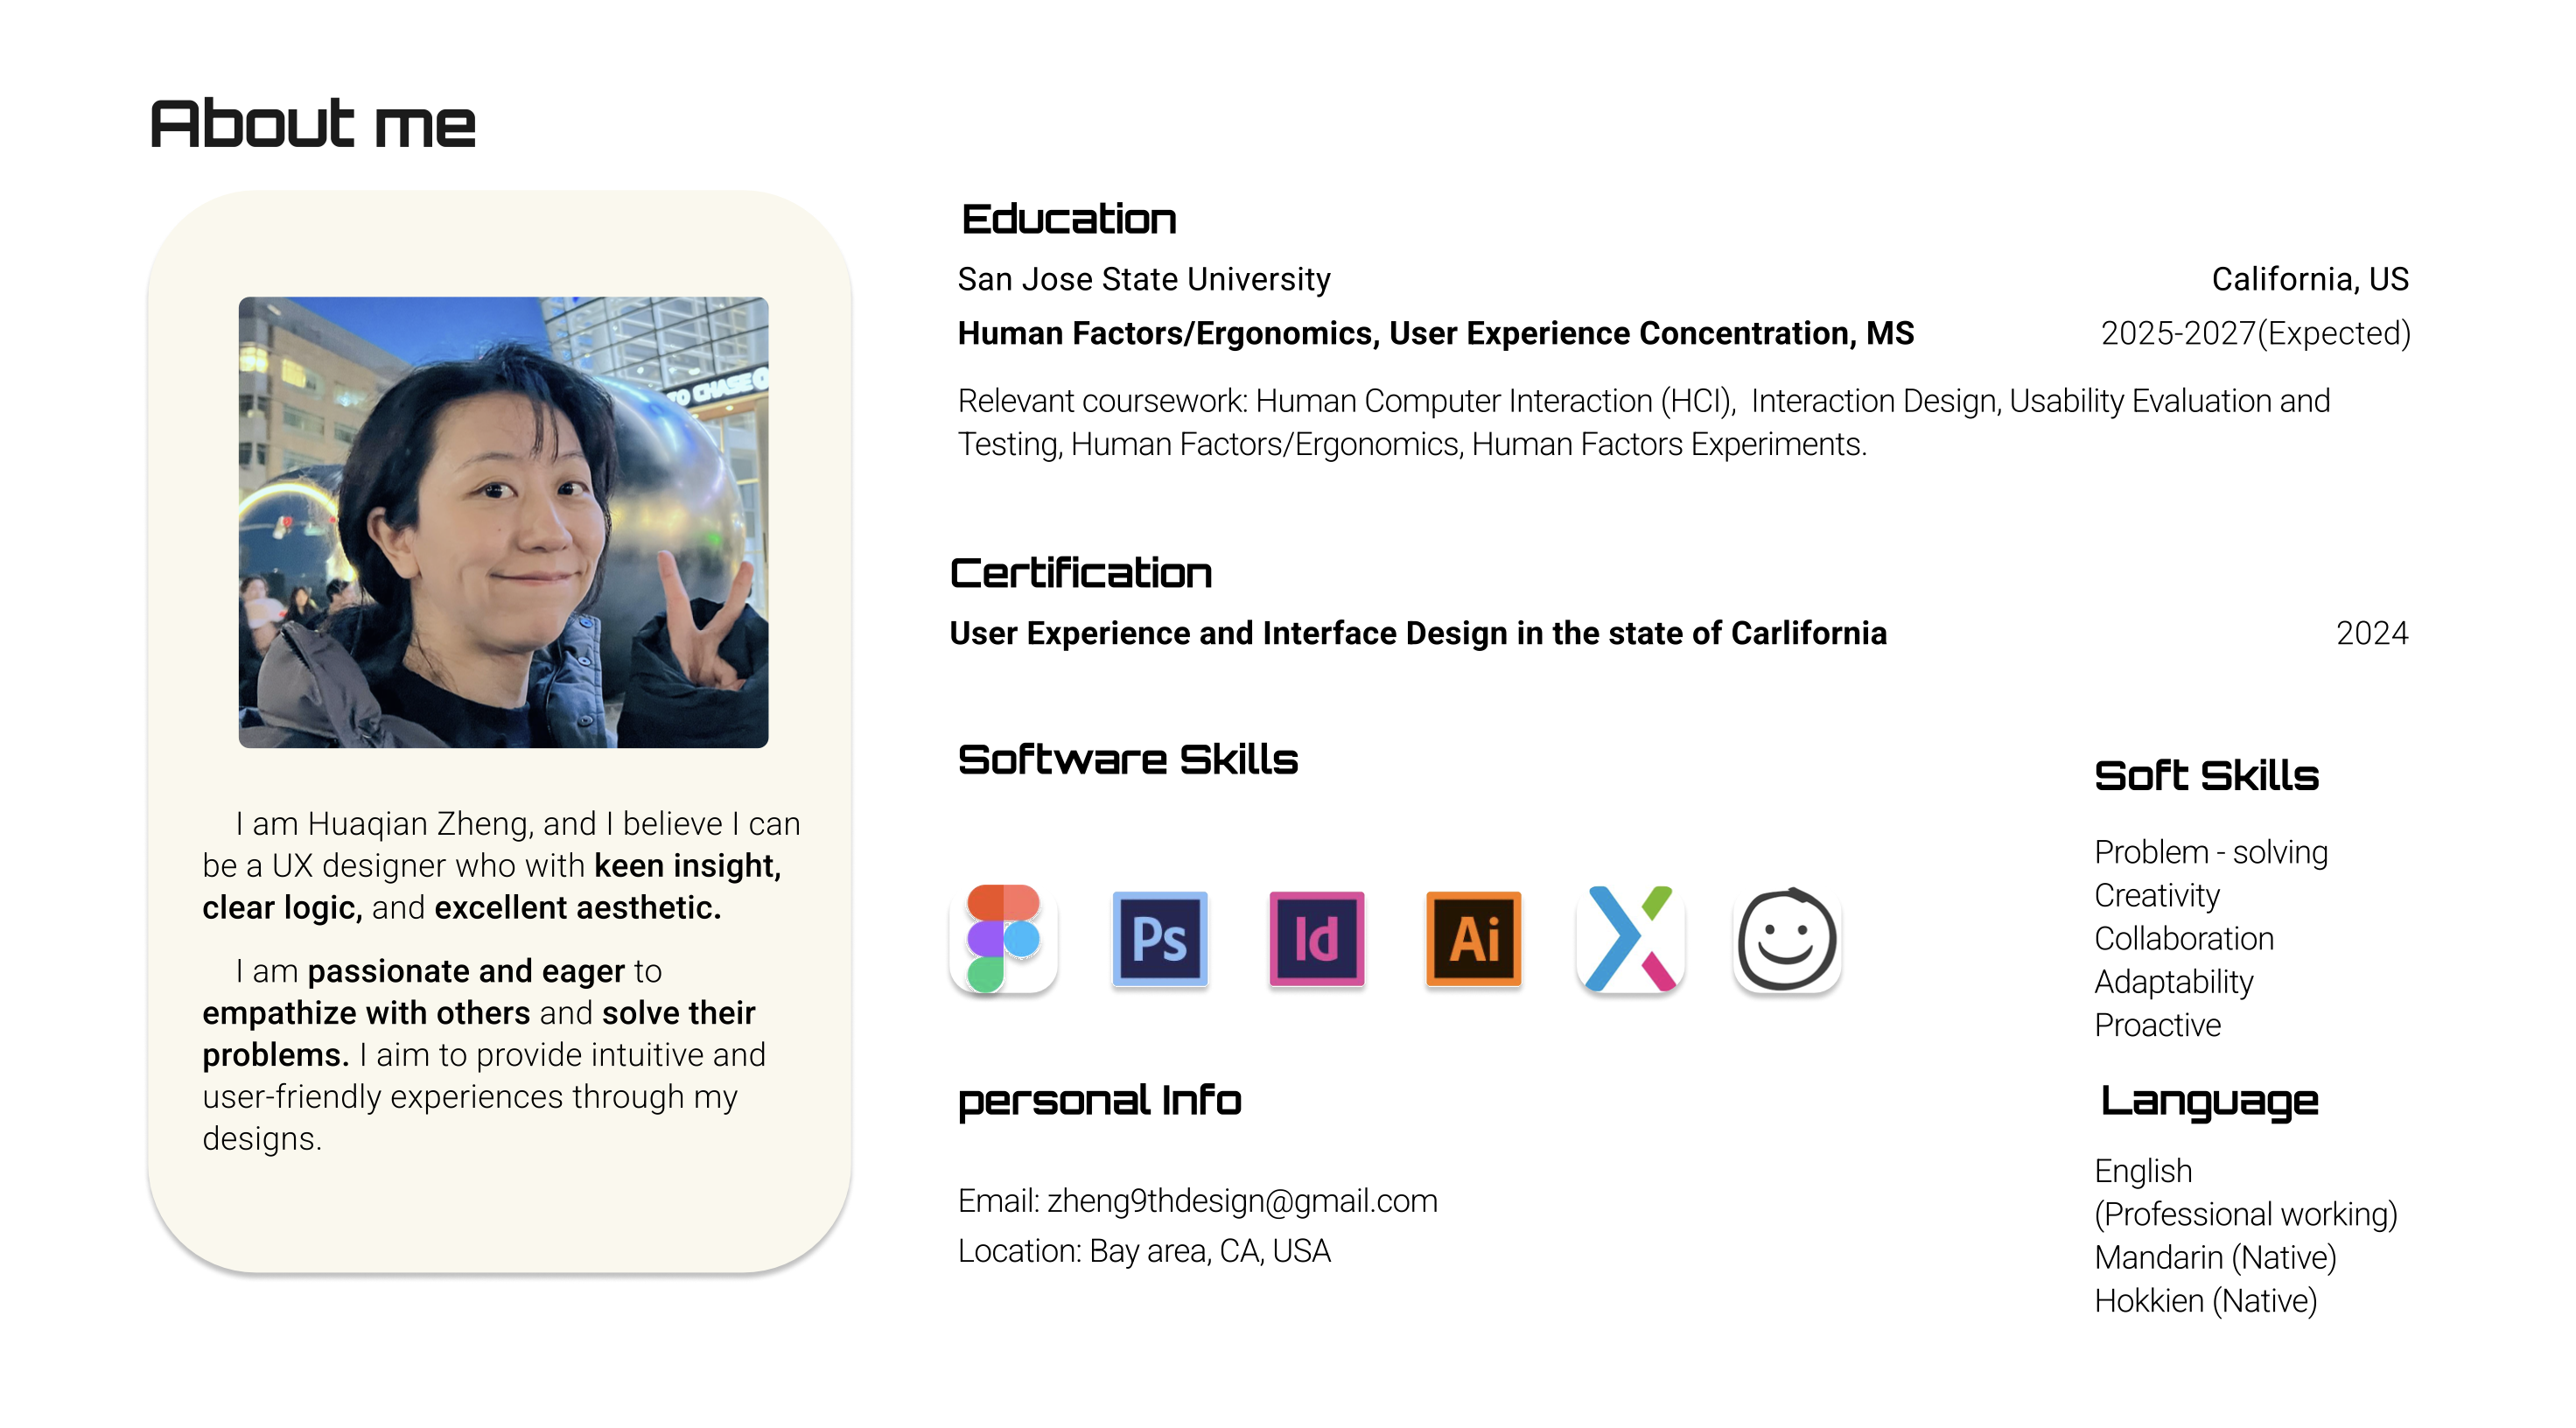 About me
I am Huaqian Zheng, and I believe I can
be a UX designer who with keen insight,
clear logic, and excellent aesthetic.
I am passionate and eager to
empathize with others and solve their
problems. I aim to provide intuitive and
user-friendly experiences through my
designs.
Education
San Jose State University California, US
Human Factors/Ergonomics, User Experience Concentration, MS 2025-2027(Expected)
Relevant coursework: Human Computer Interaction (HCI), Interaction Design, Usability Evaluation and
Testing, Human Factors/Ergonomics, Human Factors Experiments.
Certification
User Experience and Interface Design in the state of Carlifornia 2024
Software Skills
Ps Id Ai
personal Info
Email: zheng9thdesign@gmail.com
Location: Bay area, CA, USA
Soft Skills
Problem - solving
Creativity
Collaboration
Adaptability
Proactive
Language
English
(Professional working)
Mandarin (Native)
Hokkien (Native)
TO CHASE